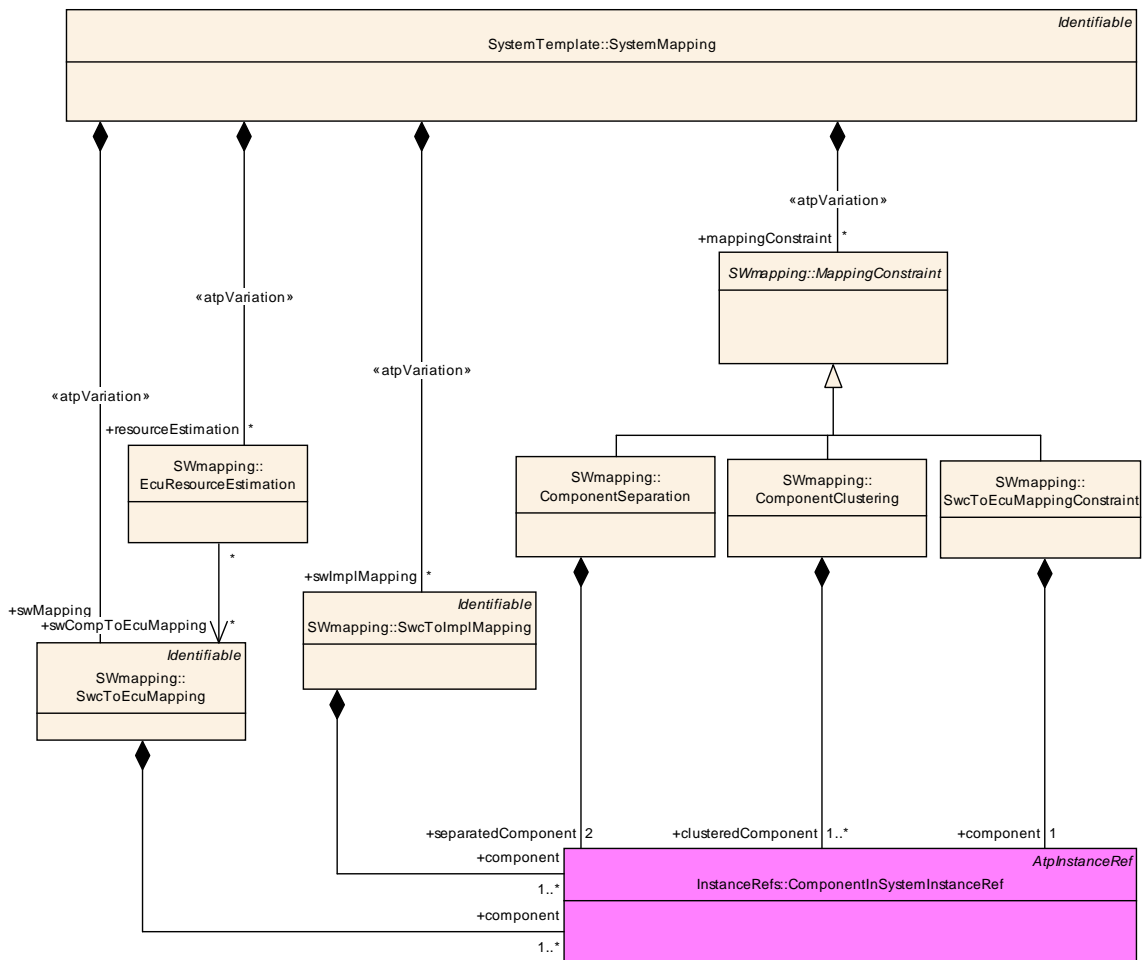 Identifiable
SystemTemplate::SystemMapping
«atpVariation»
+mappingConstraint *
SWmapping::MappingConstraint
«atpVariation»
«atpVariation»
«atpVariation»
+resourceEstimation *
SWmapping::
EcuResourceEstimation
SWmapping::
ComponentSeparation
SWmapping::
ComponentClustering
SWmapping::
SwcToEcuMappingConstraint
*
+swImplMapping *
Identifiable
SWmapping::SwcToImplMapping
+swMapping
+swCompToEcuMapping *
Identifiable
SWmapping::
SwcToEcuMapping
+separatedComponent 2
+clusteredComponent 1..*
+component 1
+component
1..*
AtpInstanceRef
InstanceRefs::ComponentInSystemInstanceRef
+component
1..*